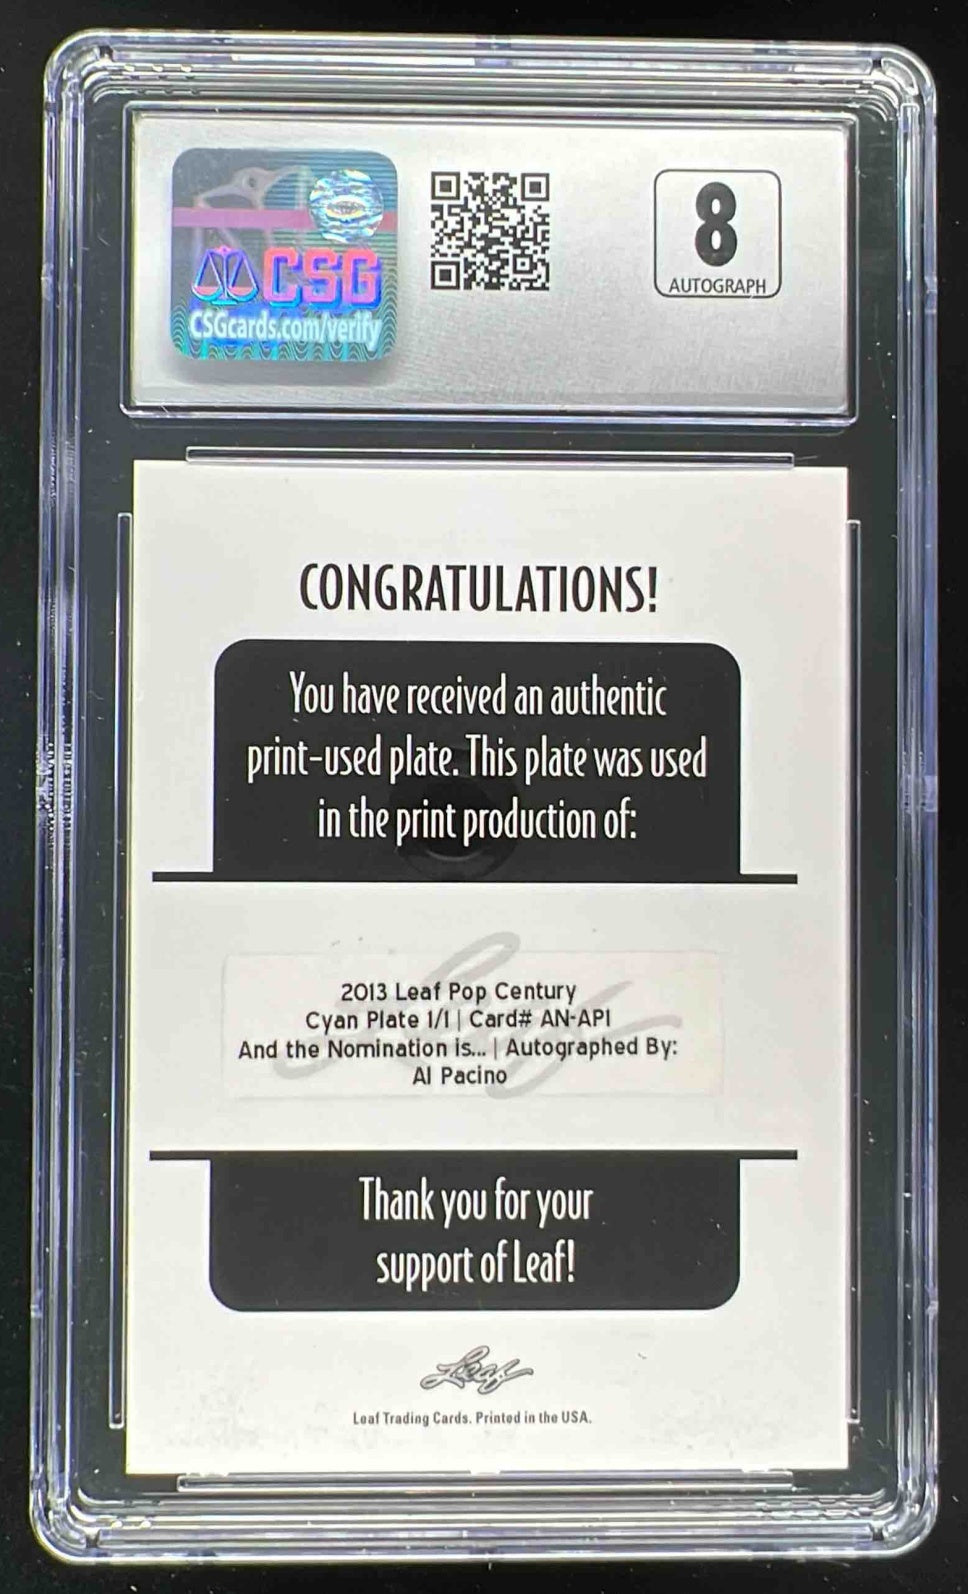 CSG
CSGcards.com/verify
8
AUTOGRAPH
CONGRATULATIONS!
You have received an authentic
print-used plate. This plate was used
in the print production of:
2013 Leaf Pop Century
Cyan Plate 1/1 | Card# AN-AP1
And the Nomination is... | Autographed By:
Al Pacino
Leaf
Thank you for your
support of Leaf!
Leaf
Leaf Trading Cards. Printed in the USA.